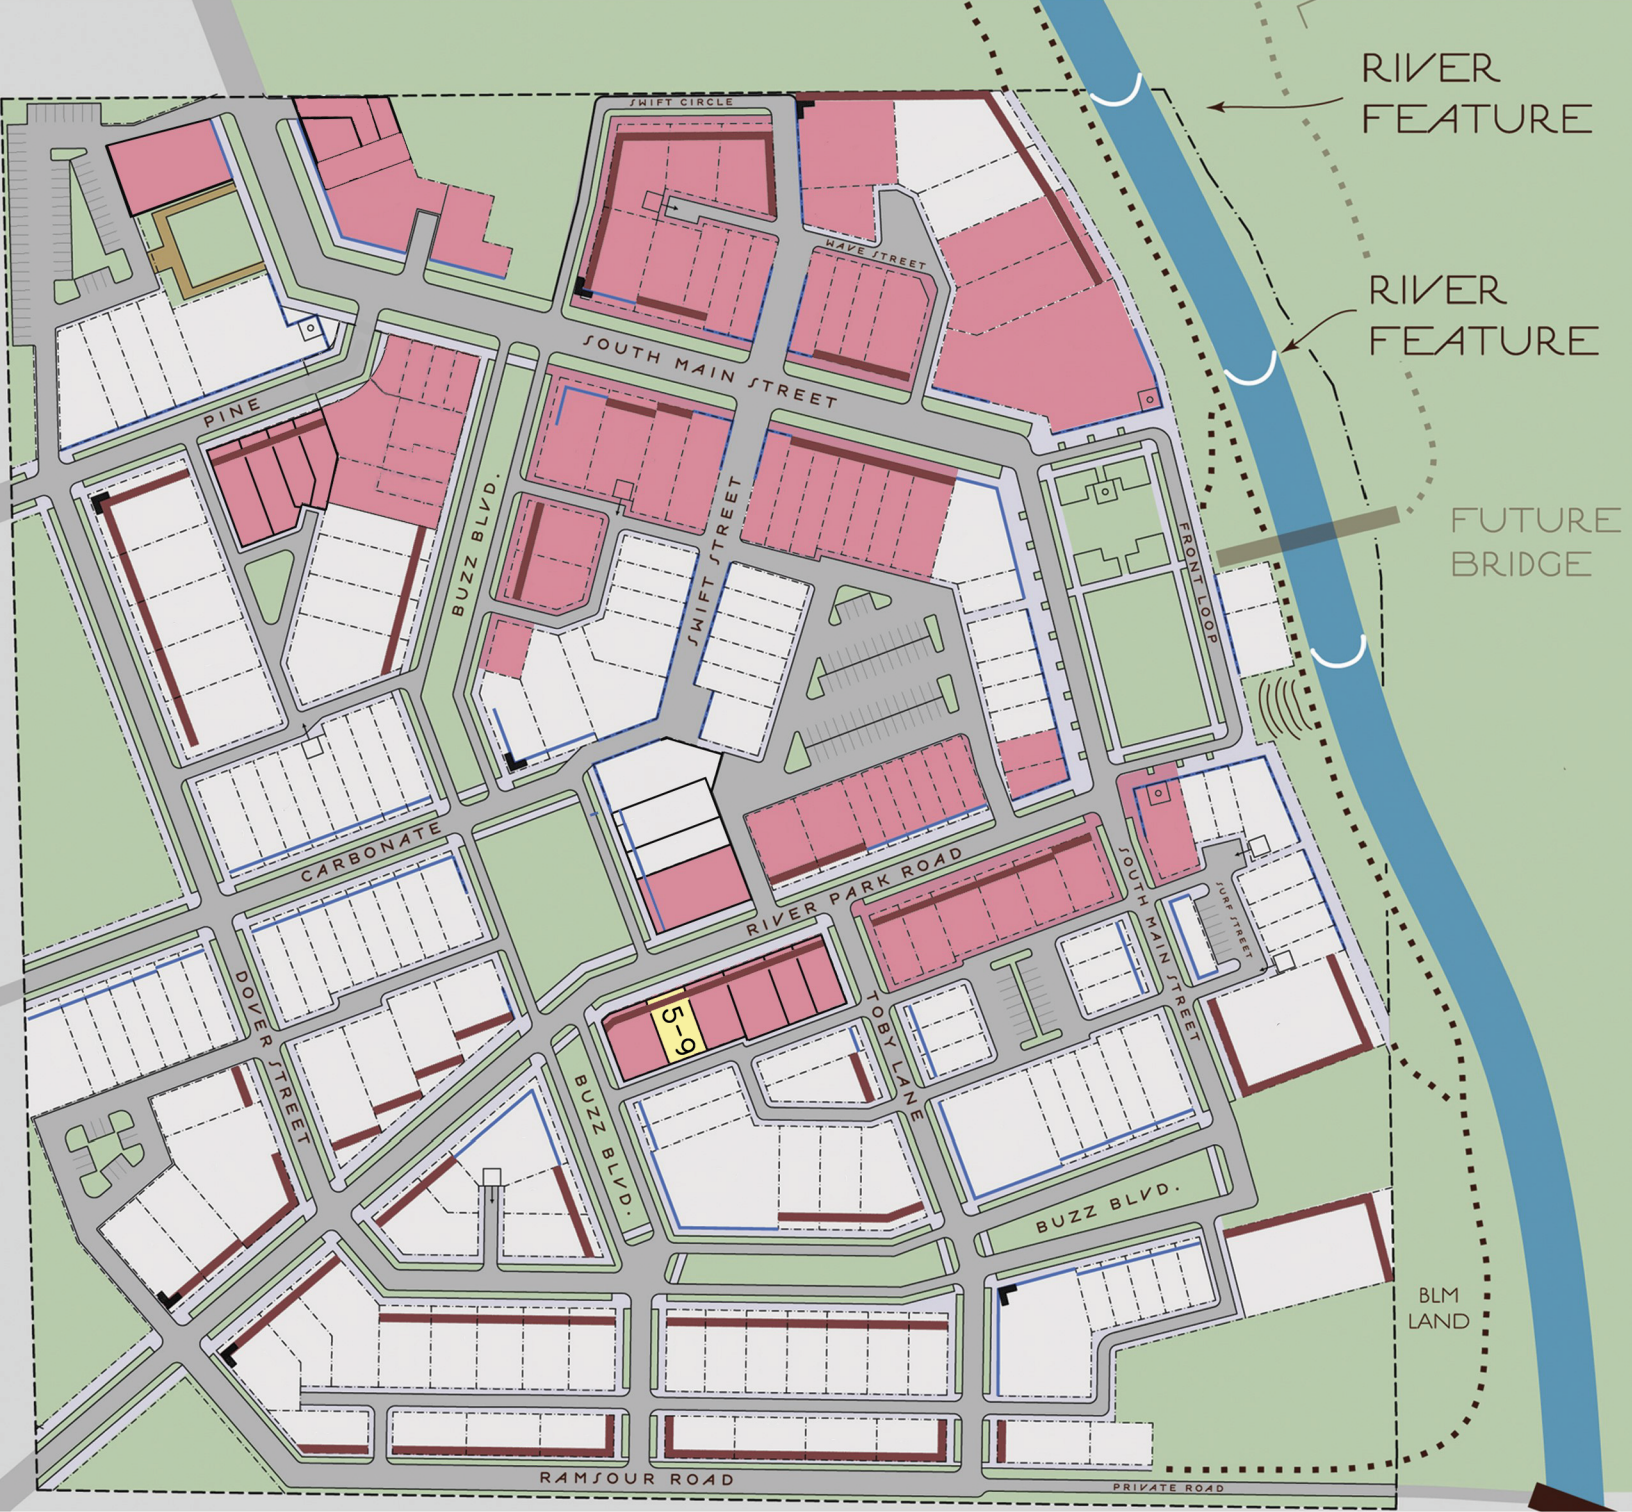 SWIFT CIRCLE
RIVER
FEATURE
WAVE STREET
RIVER
FEATURE
SOUTH MAIN STREET
PINE
BUZZ BLVD.
SWIFT STREET
FRONT LOOP
FUTURE
BRIDGE
CARBONATE
RIVER PARK ROAD
SOUTH MAIN STREET
SURF STREET
DOVER STREET
TOBY LANE
5-9
BUZZ BLVD.
BUZZ BLVD.
BLM
LAND
RAMSOUR ROAD
PRIVATE ROAD